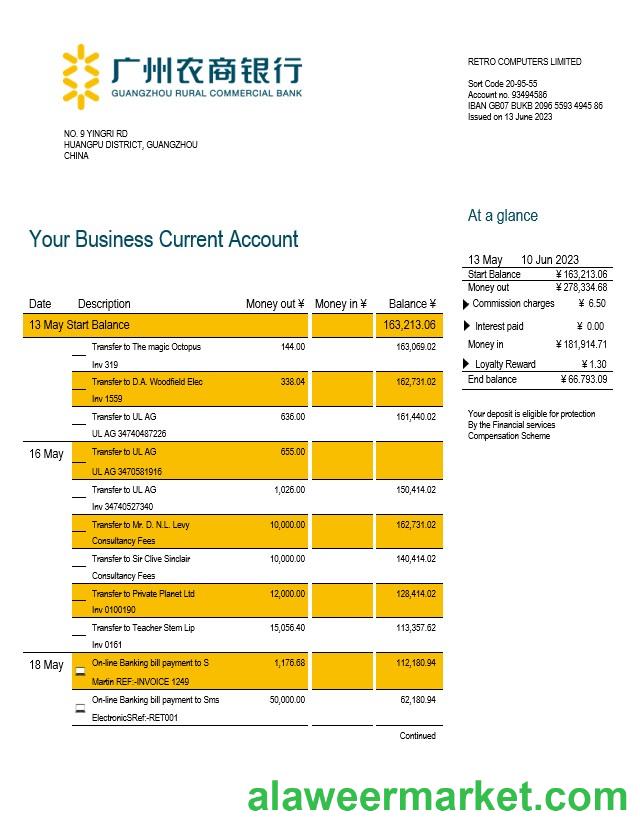 广州农商银行
GUANGZHOU RURAL COMMERCIAL BANK
RETRO COMPUTERS LIMITED
Sort Code 20-95-55
Account no. 93494586
IBAN GB07 BUKB 2096 5593 4945 86
Issued on 13 June 2023
NO. 9 YINGRI RD
HUANGPU DISTRICT, GUANGZHOU
CHINA
At a glance
Your Business Current Account
13 May 10 Jun 2023
Start Balance ¥ 163,213.06
Money out ¥ 278,334.68
Commission charges ¥ 6.50
Interest paid ¥ 0.00
Money in ¥ 181,914.71
Loyalty Reward ¥ 1.30
End balance ¥ 66.793.09
Your deposit is eligible for protection
By the Financial services
Compensation Scheme
Date Description Money out ¥ Money in ¥ Balance ¥
13 May Start Balance 163,213.06
Transfer to The magic Octopus 144.00 163,069.02
Inv 319
Transfer to D.A. Woodfield Elec 338.04 162,731.02
Inv 1559
Transfer to UL AG 636.00 161,440.02
UL AG 34740487226
16 May Transfer to UL AG 655.00
UL AG 3470581916
Transfer to UL AG 1,026.00 150,414.02
Inv 34740527340
Transfer to Mr. D. N.L. Levy 10,000.00 162,731.02
Consultancy Fees
Transfer to Sir Clive Sinclair 10,000.00 140,414.02
Consultancy Fees
Transfer to Private Planet Ltd 12,000.00 128,414.02
Inv 0100190
Transfer to Teacher Stem Lip 15,056.40 113,357.62
Inv 0161
18 May On-line Banking bill payment to S 1,176.68 112,180.94
Martin REF:-INVOICE 1249
On-line Banking bill payment to Sms 50,000.00 62,180.94
ElectronicSRef:-RET001
Continued
alaweermarket.com